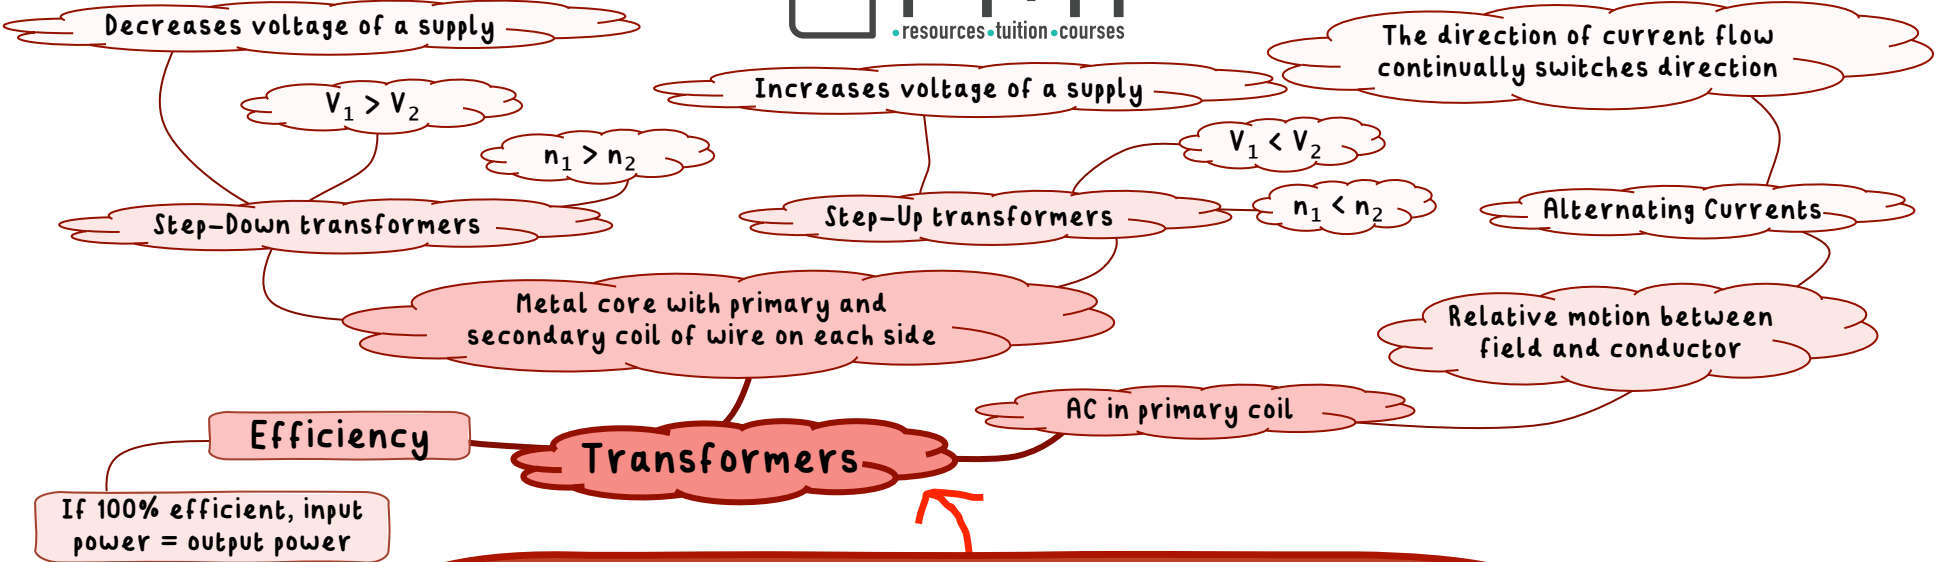 Decreases voltage of a supply
V₁ > V₂
n₁ > n₂
Step-Down transformers
•resources•tuition•courses
Increases voltage of a supply
V₁ < V₂
n₁ < n₂
Step-Up transformers
The direction of current flow
continually switches direction
Alternating Currents
Metal core with primary and
secondary coil of wire on each side
Relative motion between
field and conductor
AC in primary coil
Efficiency
Transformers
If 100% efficient, input
power = output power